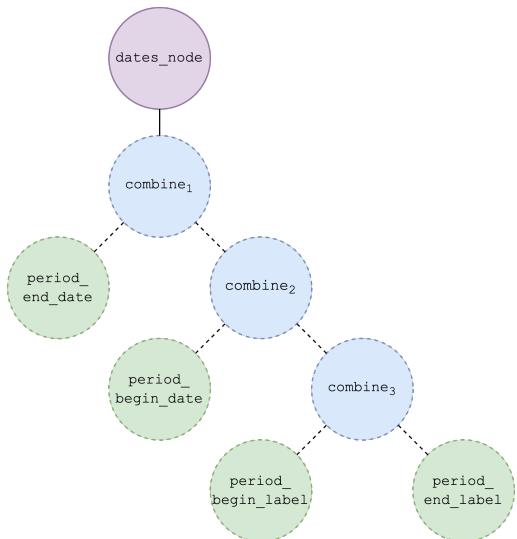 dates_node
combine₁
period_
end_date
combine₂
period_
begin_date
combine₃
period_
begin_label
period_
end_label